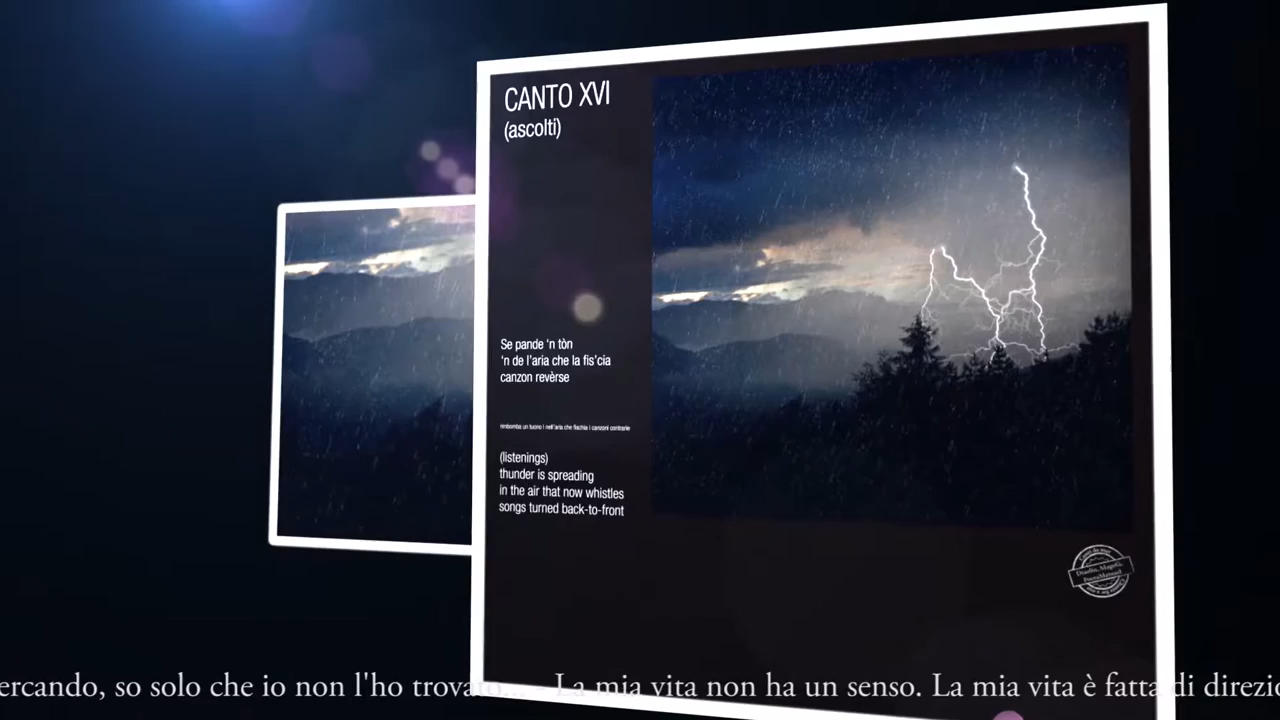 CANTO XVI
(ascolti)
Se pande 'n tòn
'n de l'aria che la fis'cia
canzon revèrse
rimbomba un tuono | nell'aria che fischia | canzoni contrarie
(listenings)
thunder is spreading
in the air that now whistles
songs turned back-to-front
ercando, so solo che io non l'ho trovato... - La mia vita non ha un senso. La mia vita è fatta di direzio